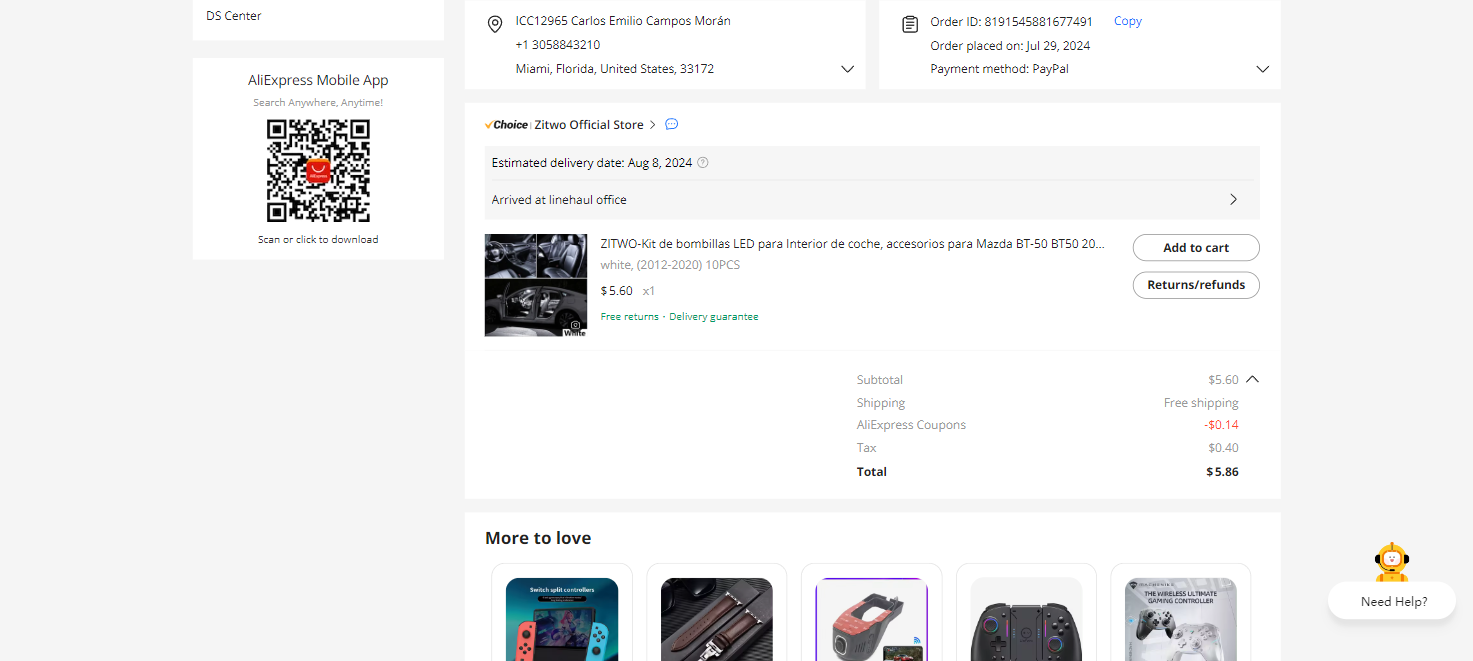 DS Center
AliExpress Mobile App
Search Anywhere, Anytime!
AliExpress
Scan or click to download
ICC12965 Carlos Emilio Campos Morán
+1 3058843210
Miami, Florida, United States, 33172
Order ID: 8191545881677491 Copy
Order placed on: Jul 29, 2024
Payment method: PayPal
Choice | Zitwo Official Store
Estimated delivery date: Aug 8, 2024
Arrived at linehaul office
White
ZITWO-Kit de bombillas LED para Interior de coche, accesorios para Mazda BT-50 BT50 20...
white, (2012-2020) 10PCS
$5.60 x1
Free returns · Delivery guarantee
Add to cart
Returns/refunds
Subtotal $5.60
Shipping Free shipping
AliExpress Coupons -$0.14
Tax $0.40
Total $5.86
More to love
Switch split controllers
THE WIRELESS ULTIMATE
GAMING CONTROLLER
Need Help?